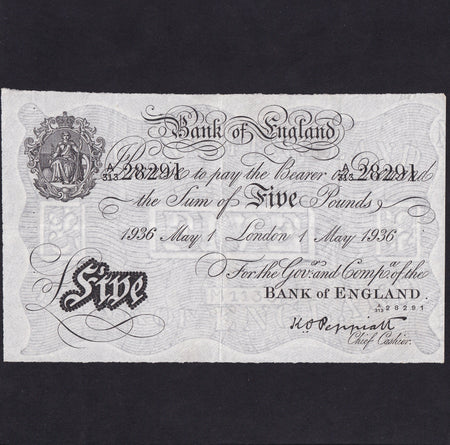 Bank of England
A/313 28291 I Promise to pay the Bearer on Demand A/313 28291
the Sum of Five Pounds
1936 May 1 London 1 May 1936
Five
For the Govr. and Compa. of the
BANK of ENGLAND.
A/313 28291
K.O. Peppiatt
Chief Cashier.